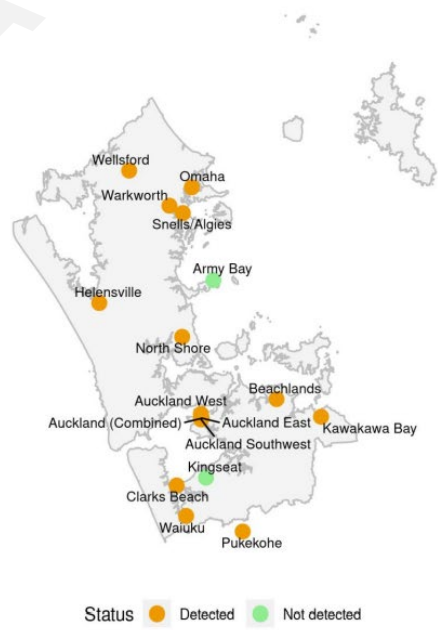 Wellsford
Omaha
Warkworth
Snells/Algies
Army Bay
Helensville
North Shore
Beachlands
Auckland West
Auckland (Combined)
Auckland East
Kawakawa Bay
Auckland Southwest
Kingseat
Clarks Beach
Waiuku
Pukekohe
Status Detected Not detected